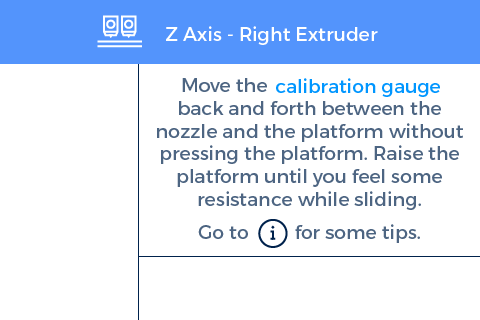 Z Axis - Right Extruder
Move the calibration gauge
back and forth between the
nozzle and the platform without
pressing the platform. Raise the
platform until you feel some
resistance while sliding.
Go to i for some tips.